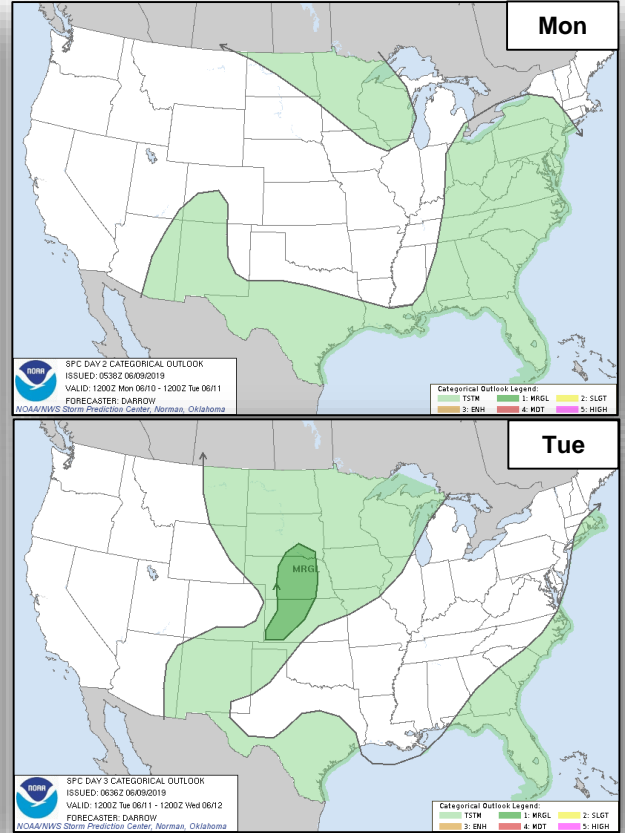 Mon
NOAA
SPC DAY 2 CATEGORICAL OUTLOOK
ISSUED: 0538Z 06/09/2019
VALID: 1200Z Mon 06/10 - 1200Z Tue 06/11
FORECASTER: DARROW
NOAA/NWS Storm Prediction Center, Norman, Oklahoma
Categorical Outlook Legend:
TSTM 1: MRGL 2: SLGT
3: ENH 4: MDT 5: HIGH
Tue
MRGL
NOAA
SPC DAY 3 CATEGORICAL OUTLOOK
ISSUED: 0636Z 06/09/2019
VALID: 1200Z Tue 06/11 - 1200Z Wed 06/12
FORECASTER: DARROW
NOAA/NWS Storm Prediction Center, Norman, Oklahoma
Categorical Outlook Legend:
TSTM 1: MRGL 2: SLGT
3: ENH 4: MDT 5: HIGH